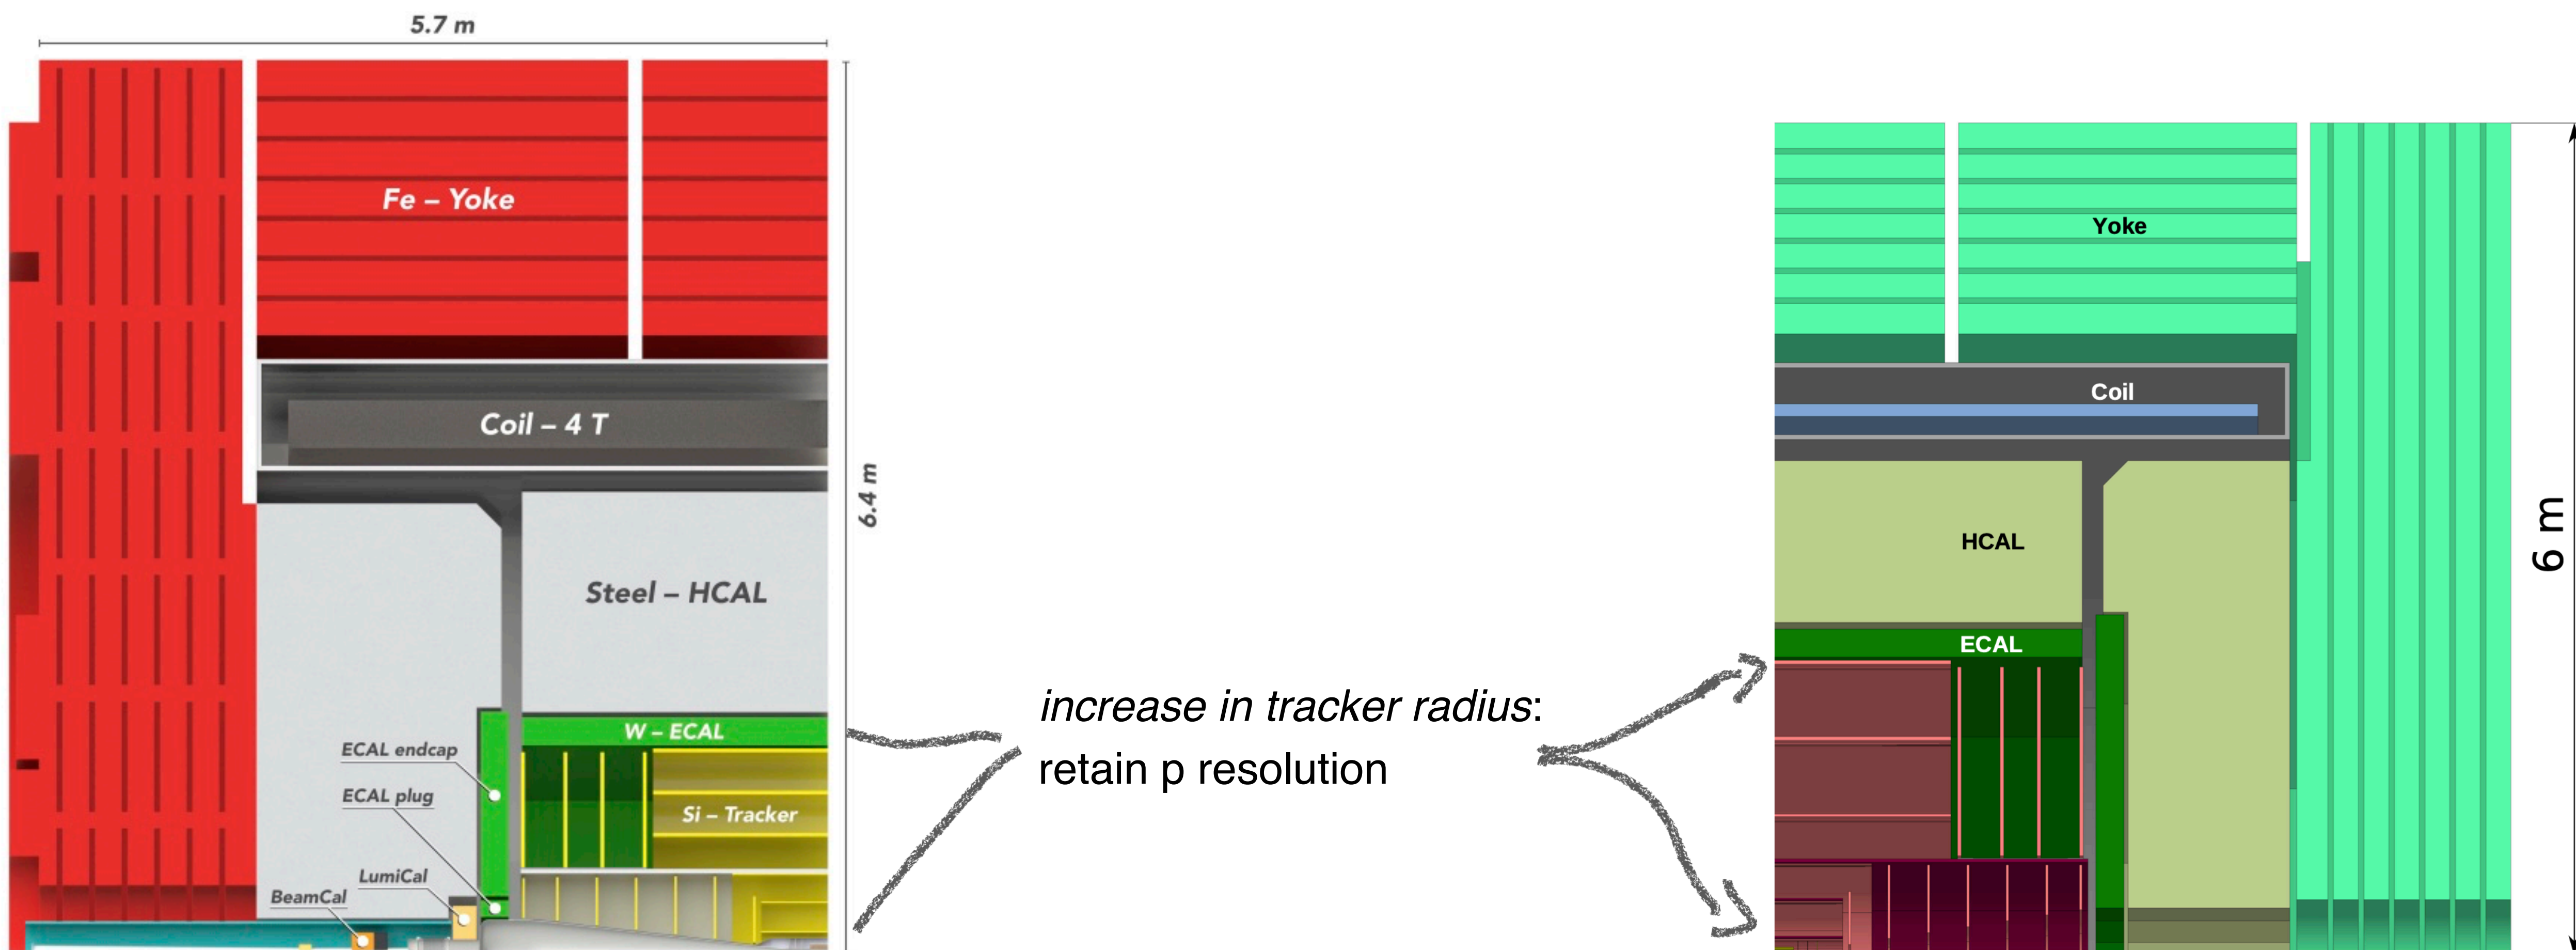 5.7 m
Fe – Yoke
Coil – 4 T
6.4 m
Steel – HCAL
W – ECAL
ECAL endcap
ECAL plug
Si – Tracker
LumiCal
BeamCal
increase in tracker radius:
retain p resolution
Yoke
Coil
HCAL
ECAL
6 m